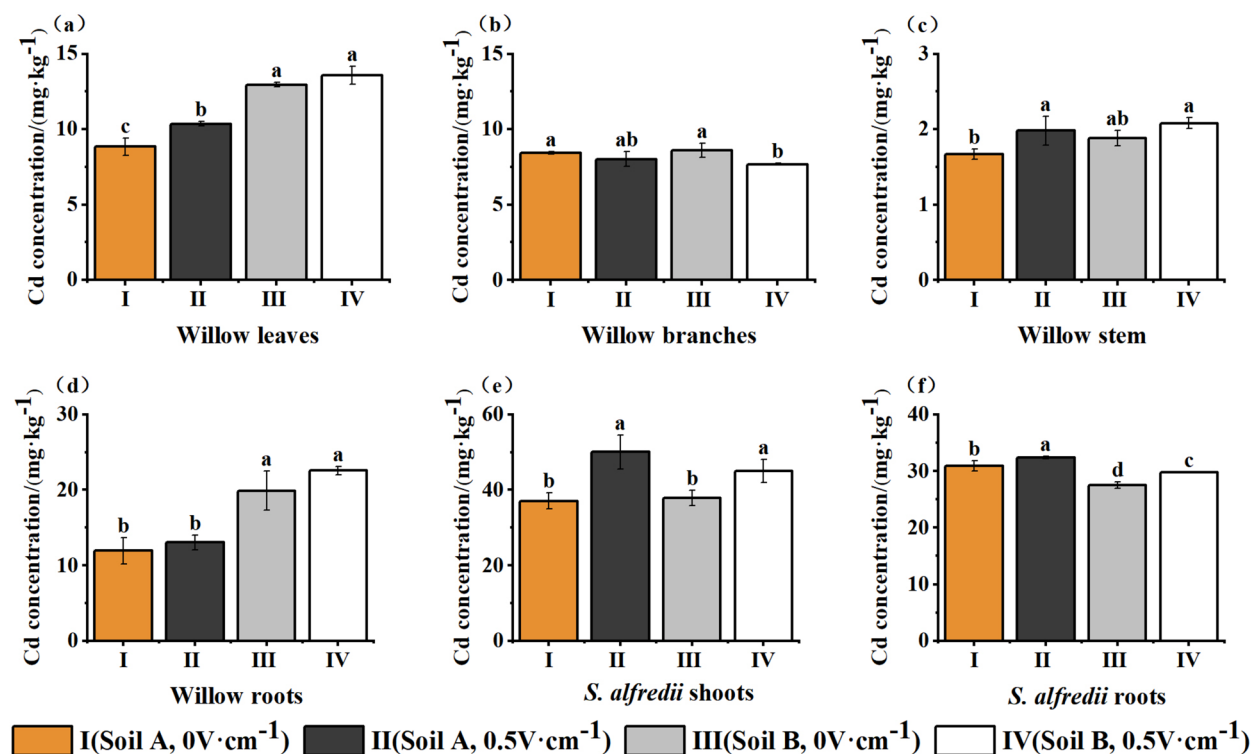 (a)
Cd concentration/(mg·kg⁻¹)
15
10
5
0
c
b
a
a
I
II
III
IV
Willow leaves
(b)
Cd concentration/(mg·kg⁻¹)
15
10
5
0
a
ab
a
b
I
II
III
IV
Willow branches
(c)
Cd concentration/(mg·kg⁻¹)
3
2
1
0
b
a
ab
a
I
II
III
IV
Willow stem
(d)
Cd concentration/(mg·kg⁻¹)
30
20
10
0
b
b
a
a
I
II
III
IV
Willow roots
(e)
Cd concentration/(mg·kg⁻¹)
60
40
20
0
b
a
b
a
I
II
III
IV
S. alfredii shoots
(f)
Cd concentration/(mg·kg⁻¹)
40
30
20
10
0
b
a
d
c
I
II
III
IV
S. alfredii roots
I(Soil A, 0V·cm⁻¹)
II(Soil A, 0.5V·cm⁻¹)
III(Soil B, 0V·cm⁻¹)
IV(Soil B, 0.5V·cm⁻¹)